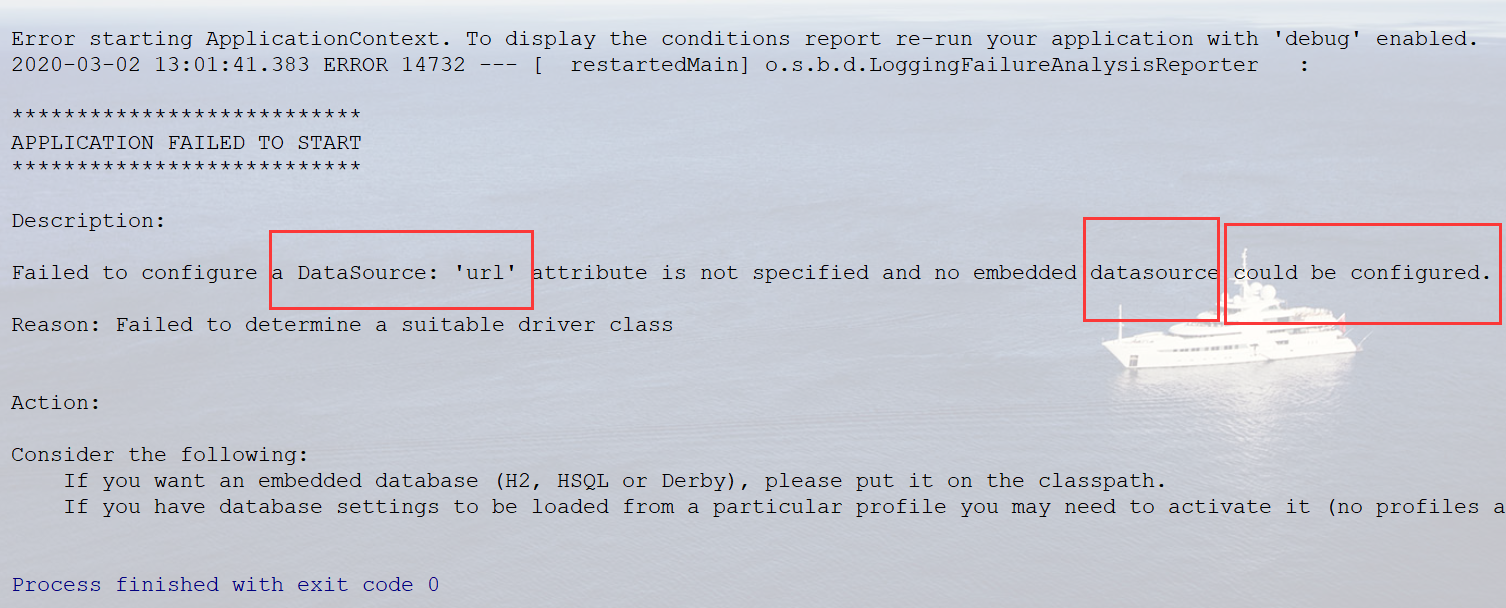 Error starting ApplicationContext. To display the conditions report re-run your application with 'debug' enabled.
2020-03-02 13:01:41.383 ERROR 14732 --- [  restartedMain] o.s.b.d.LoggingFailureAnalysisReporter   :
***************************
APPLICATION FAILED TO START
***************************
Description:
Failed to configure a DataSource: 'url' attribute is not specified and no embedded datasource could be configured.
Reason: Failed to determine a suitable driver class
Action:
Consider the following:
    If you want an embedded database (H2, HSQL or Derby), please put it on the classpath.
    If you have database settings to be loaded from a particular profile you may need to activate it (no profiles a
Process finished with exit code 0